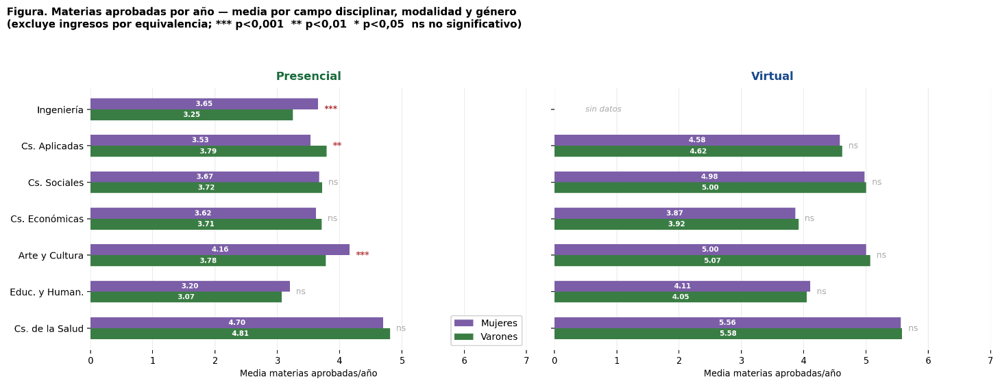 Figura. Materias aprobadas por año — media por campo disciplinar, modalidad y género
(excluye ingresos por equivalencia; *** p<0,001  ** p<0,01  * p<0,05  ns no significativo)
Presencial
Ingeniería
3.65
3.25
***
Cs. Aplicadas
3.53
3.79
**
Cs. Sociales
3.67
3.72
ns
Cs. Económicas
3.62
3.71
ns
Arte y Cultura
4.16
3.78
***
Educ. y Human.
3.20
3.07
ns
Cs. de la Salud
4.70
4.81
ns
Mujeres
Varones
0 1 2 3 4 5 6 7
Media materias aprobadas/año
Virtual
sin datos
4.58
4.62
ns
4.98
5.00
ns
3.87
3.92
ns
5.00
5.07
ns
4.11
4.05
ns
5.56
5.58
ns
0 1 2 3 4 5 6 7
Media materias aprobadas/año